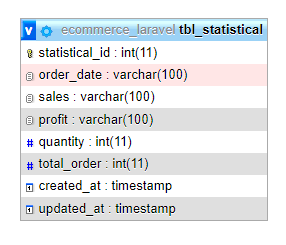 v ecommerce_laravel tbl_statistical
statistical_id : int(11)
order_date : varchar(100)
sales : varchar(100)
profit : varchar(100)
# quantity : int(11)
# total_order : int(11)
created_at : timestamp
updated_at : timestamp